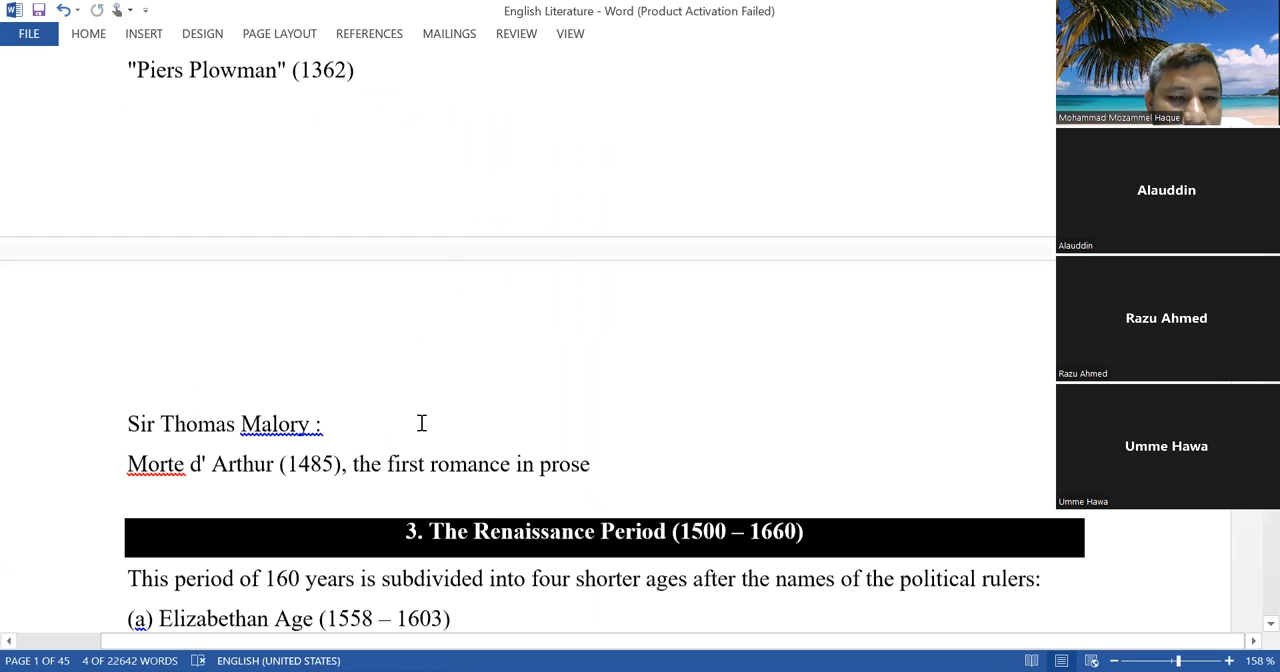 English Literature - Word (Product Activation Failed)
FILE HOME INSERT DESIGN PAGE LAYOUT REFERENCES MAILINGS REVIEW VIEW
"Piers Plowman" (1362)
Sir Thomas Malory :
Morte d' Arthur (1485), the first romance in prose
3. The Renaissance Period (1500 – 1660)
This period of 160 years is subdivided into four shorter ages after the names of the political rulers:
(a) Elizabethan Age (1558 – 1603)
Mohammad Mozammel Haque
Alauddin
Alauddin
Razu Ahmed
Razu Ahmed
Umme Hawa
Umme Hawa
PAGE 1 OF 45 4 OF 22642 WORDS ENGLISH (UNITED STATES) 158 %